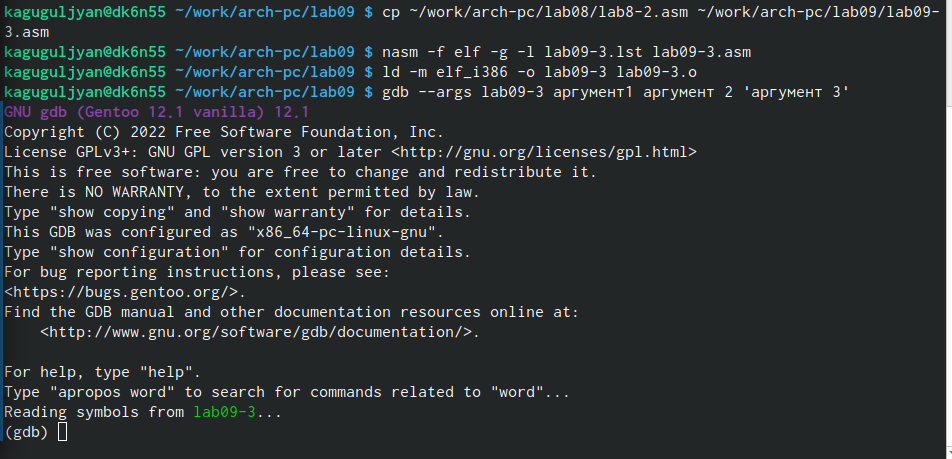 kaguguljyan@dk6n55 ~/work/arch-pc/lab09 $ cp ~/work/arch-pc/lab08/lab8-2.asm ~/work/arch-pc/lab09/lab09-
3.asm
kaguguljyan@dk6n55 ~/work/arch-pc/lab09 $ nasm -f elf -g -l lab09-3.lst lab09-3.asm
kaguguljyan@dk6n55 ~/work/arch-pc/lab09 $ ld -m elf_i386 -o lab09-3 lab09-3.o
kaguguljyan@dk6n55 ~/work/arch-pc/lab09 $ gdb --args lab09-3 аргумент1 аргумент 2 'аргумент 3'
GNU gdb (Gentoo 12.1 vanilla) 12.1
Copyright (C) 2022 Free Software Foundation, Inc.
License GPLv3+: GNU GPL version 3 or later <http://gnu.org/licenses/gpl.html>
This is free software: you are free to change and redistribute it.
There is NO WARRANTY, to the extent permitted by law.
Type "show copying" and "show warranty" for details.
This GDB was configured as "x86_64-pc-linux-gnu".
Type "show configuration" for configuration details.
For bug reporting instructions, please see:
<https://bugs.gentoo.org/>.
Find the GDB manual and other documentation resources online at:
    <http://www.gnu.org/software/gdb/documentation/>.

For help, type "help".
Type "apropos word" to search for commands related to "word"...
Reading symbols from lab09-3...
(gdb)